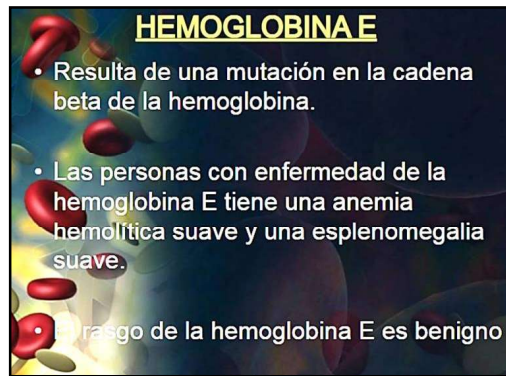 HEMOGLOBINA E
• Resulta de una mutación en la cadena
beta de la hemoglobina.
• Las personas con enfermedad de la
hemoglobina E tiene una anemia
hemolítica suave y una esplenomegalia
suave.
• El rasgo de la hemoglobina E es benigno